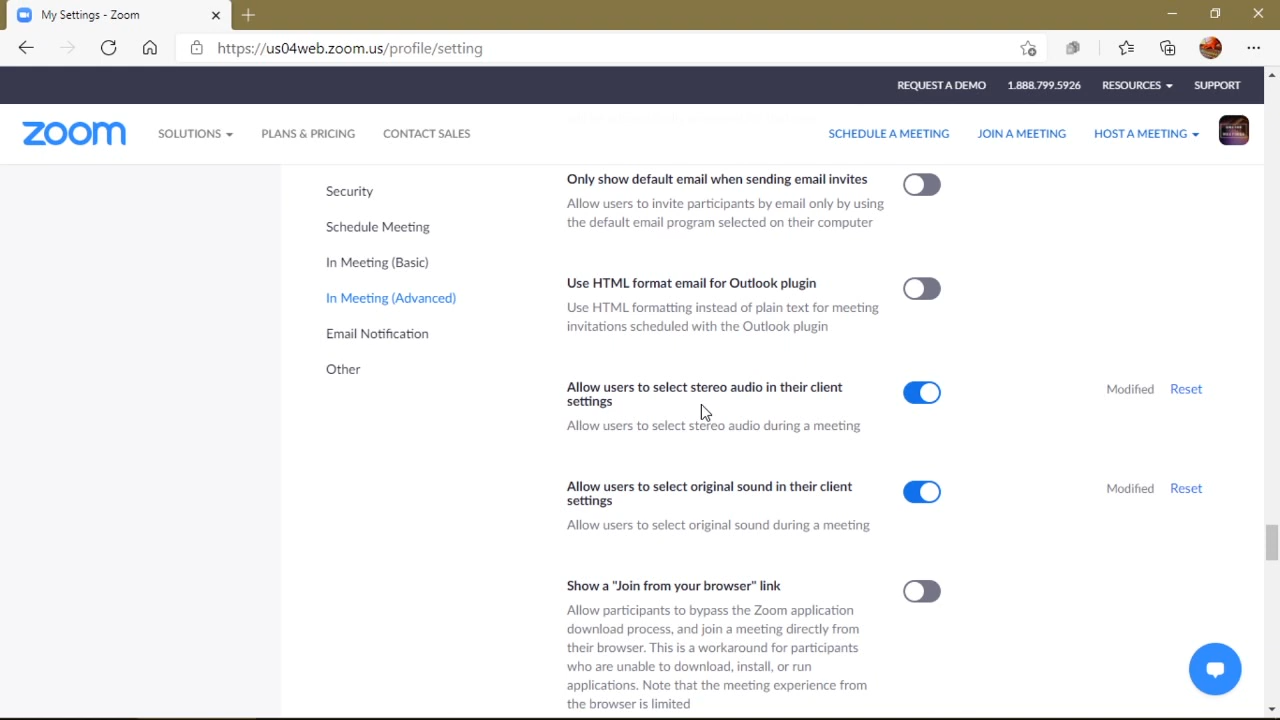 My Settings - Zoom
https://us04web.zoom.us/profile/setting
REQUEST A DEMO 1.888.799.5926 RESOURCES SUPPORT
zoom SOLUTIONS PLANS & PRICING CONTACT SALES SCHEDULE A MEETING JOIN A MEETING HOST A MEETING
Security
Schedule Meeting
In Meeting (Basic)
In Meeting (Advanced)
Email Notification
Other
Only show default email when sending email invites
Allow users to invite participants by email only by using
the default email program selected on their computer
Use HTML format email for Outlook plugin
Use HTML formatting instead of plain text for meeting
invitations scheduled with the Outlook plugin
Allow users to select stereo audio in their client
settings
Modified Reset
Allow users to select stereo audio during a meeting
Allow users to select original sound in their client
settings
Modified Reset
Allow users to select original sound during a meeting
Show a "Join from your browser" link
Allow participants to bypass the Zoom application
download process, and join a meeting directly from
their browser. This is a workaround for participants
who are unable to download, install, or run
applications. Note that the meeting experience from
the browser is limited